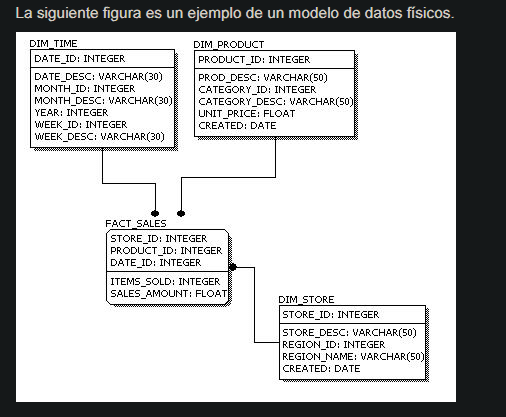 La siguiente figura es un ejemplo de un modelo de datos físicos.
DIM_TIME
DATE_ID: INTEGER
DATE_DESC: VARCHAR(30)
MONTH_ID: INTEGER
MONTH_DESC: VARCHAR(30)
YEAR: INTEGER
WEEK_ID: INTEGER
WEEK_DESC: VARCHAR(30)
DIM_PRODUCT
PRODUCT_ID: INTEGER
PROD_DESC: VARCHAR(50)
CATEGORY_ID: INTEGER
CATEGORY_DESC: VARCHAR(50)
UNIT_PRICE: FLOAT
CREATED: DATE
FACT_SALES
STORE_ID: INTEGER
PRODUCT_ID: INTEGER
DATE_ID: INTEGER
ITEMS_SOLD: INTEGER
SALES_AMOUNT: FLOAT
DIM_STORE
STORE_ID: INTEGER
STORE_DESC: VARCHAR(50)
REGION_ID: INTEGER
REGION_NAME: VARCHAR(50)
CREATED: DATE